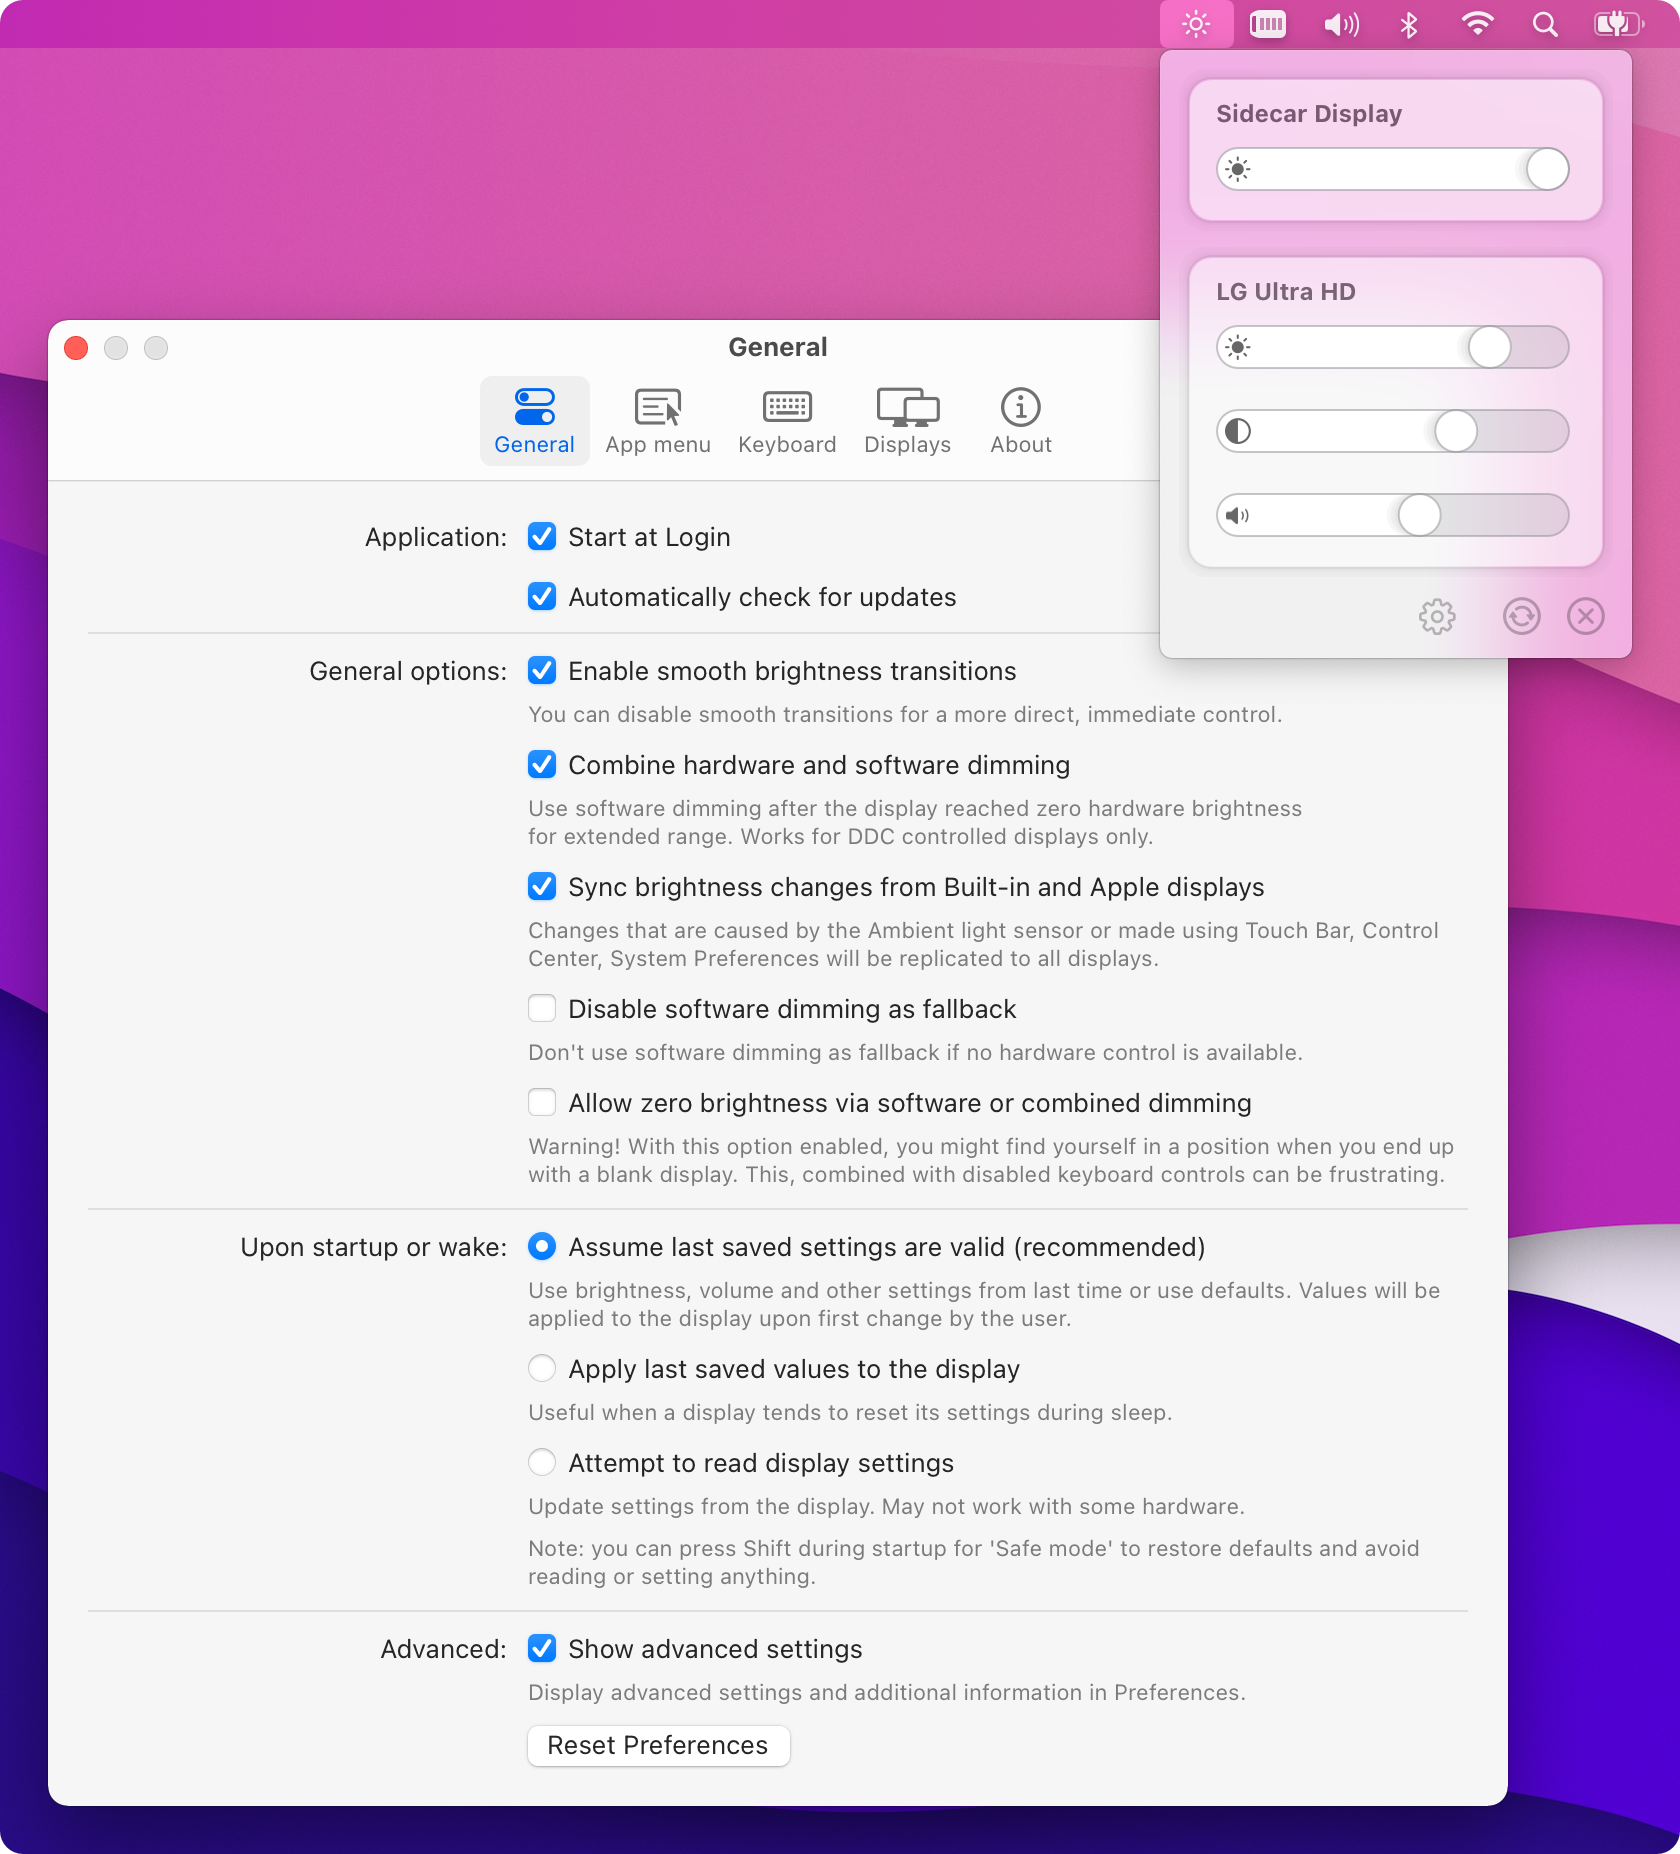 Sidecar Display
LG Ultra HD
General
General
App menu
Keyboard
Displays
About
Application:
Start at Login
Automatically check for updates
General options:
Enable smooth brightness transitions
You can disable smooth transitions for a more direct, immediate control.
Combine hardware and software dimming
Use software dimming after the display reached zero hardware brightness
for extended range. Works for DDC controlled displays only.
Sync brightness changes from Built-in and Apple displays
Changes that are caused by the Ambient light sensor or made using Touch Bar, Control
Center, System Preferences will be replicated to all displays.
Disable software dimming as fallback
Don't use software dimming as fallback if no hardware control is available.
Allow zero brightness via software or combined dimming
Warning! With this option enabled, you might find yourself in a position when you end up
with a blank display. This, combined with disabled keyboard controls can be frustrating.
Upon startup or wake:
Assume last saved settings are valid (recommended)
Use brightness, volume and other settings from last time or use defaults. Values will be
applied to the display upon first change by the user.
Apply last saved values to the display
Useful when a display tends to reset its settings during sleep.
Attempt to read display settings
Update settings from the display. May not work with some hardware.
Note: you can press Shift during startup for 'Safe mode' to restore defaults and avoid
reading or setting anything.
Advanced:
Show advanced settings
Display advanced settings and additional information in Preferences.
Reset Preferences